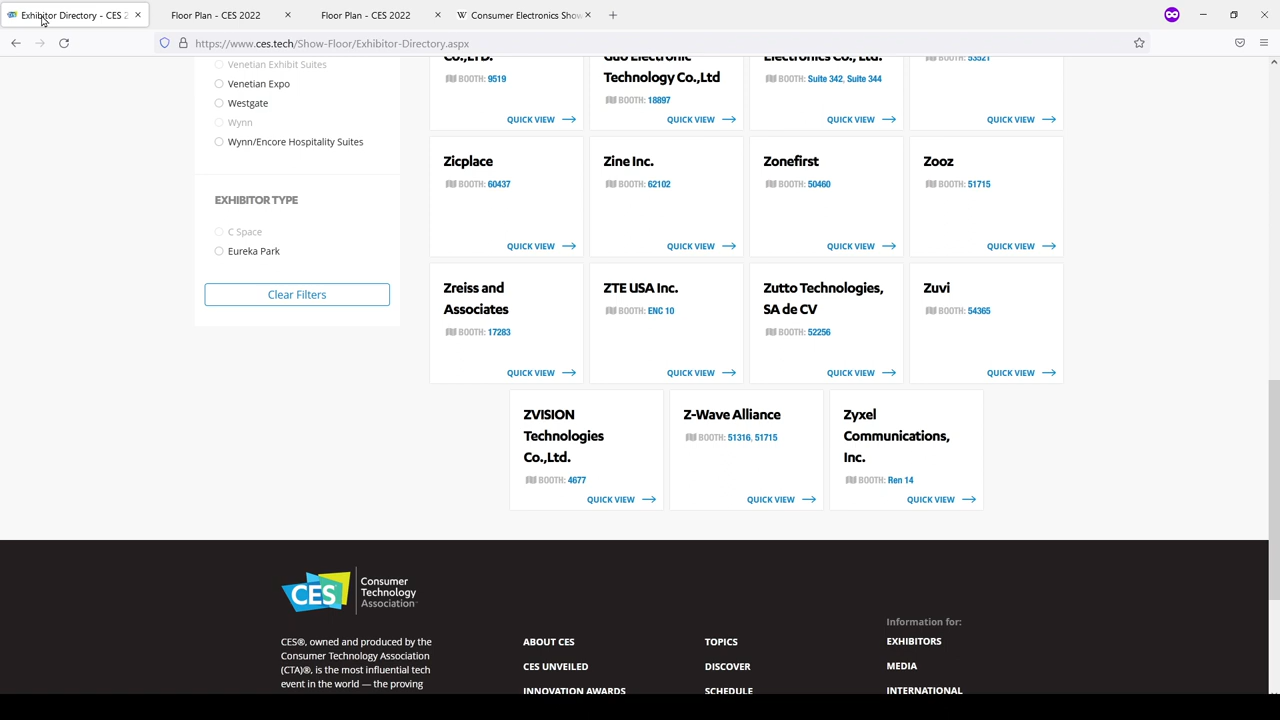 Exhibitor Directory - CES 2
Floor Plan - CES 2022
Floor Plan - CES 2022
W Consumer Electronics Show
https://www.ces.tech/Show-Floor/Exhibitor-Directory.aspx
Venetian Exhibit Suites
Venetian Expo
Westgate
Wynn
Wynn/Encore Hospitality Suites
EXHIBITOR TYPE
C Space
Eureka Park
Clear Filters
Co.,LTD.
BOOTH: 9519
QUICK VIEW
Guo Electronic
Technology Co.,Ltd
BOOTH: 18897
QUICK VIEW
Electronics Co., Ltd.
BOOTH: Suite 342, Suite 344
QUICK VIEW
BOOTH: 53521
QUICK VIEW
Zicplace
BOOTH: 60437
QUICK VIEW
Zine Inc.
BOOTH: 62102
QUICK VIEW
Zonefirst
BOOTH: 50460
QUICK VIEW
Zooz
BOOTH: 51715
QUICK VIEW
Zreiss and
Associates
BOOTH: 17283
QUICK VIEW
ZTE USA Inc.
BOOTH: ENC 10
QUICK VIEW
Zutto Technologies,
SA de CV
BOOTH: 52256
QUICK VIEW
Zuvi
BOOTH: 54365
QUICK VIEW
ZVISION
Technologies
Co.,Ltd.
BOOTH: 4677
QUICK VIEW
Z-Wave Alliance
BOOTH: 51316, 51715
QUICK VIEW
Zyxel
Communications,
Inc.
BOOTH: Ren 14
QUICK VIEW
CES
Consumer
Technology
Association
CES®, owned and produced by the
Consumer Technology Association
(CTA)®, is the most influential tech
event in the world — the proving
ABOUT CES
CES UNVEILED
INNOVATION AWARDS
TOPICS
DISCOVER
SCHEDULE
Information for:
EXHIBITORS
MEDIA
INTERNATIONAL